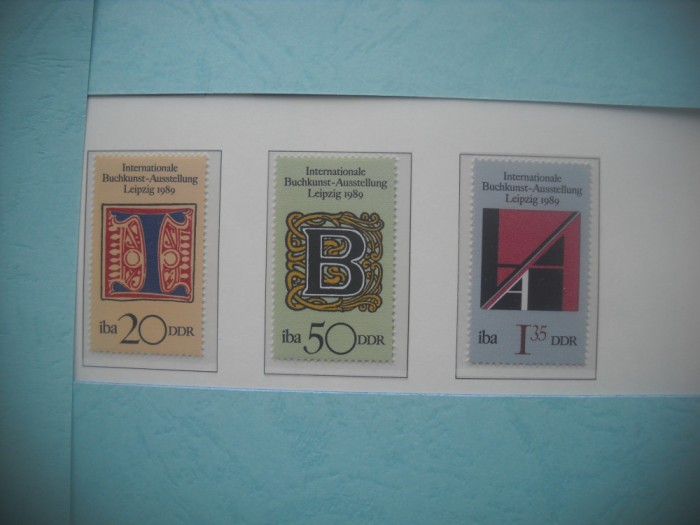 Internationale
Buchkunst-Ausstellung
Leipzig 1989
I
iba 20 DDR
Internationale
Buchkunst-Ausstellung
Leipzig 1989
B
iba 50 DDR
Internationale
Buchkunst-Ausstellung
Leipzig 1989
A
iba 1 35 DDR